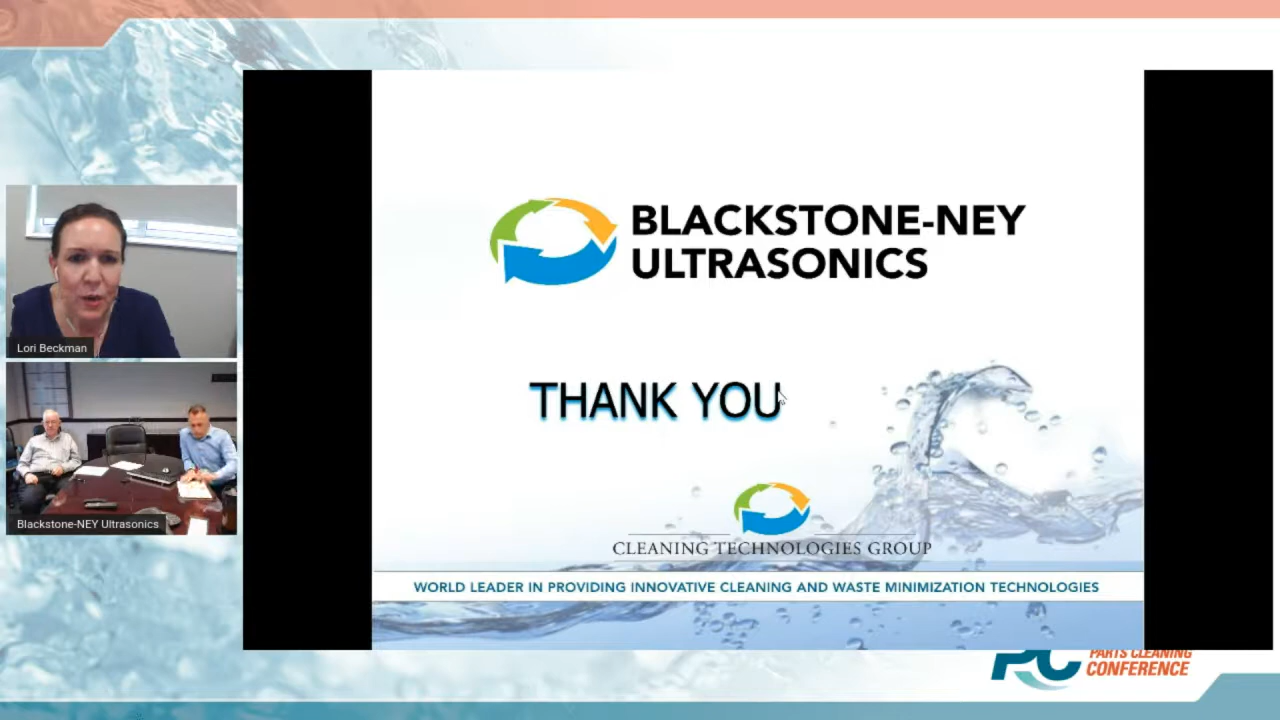 Lori Beckman
Blackstone-NEY Ultrasonics
BLACKSTONE-NEY
ULTRASONICS
THANK YOU
CLEANING TECHNOLOGIES GROUP
WORLD LEADER IN PROVIDING INNOVATIVE CLEANING AND WASTE MINIMIZATION TECHNOLOGIES
PC
PARTS CLEANING
CONFERENCE